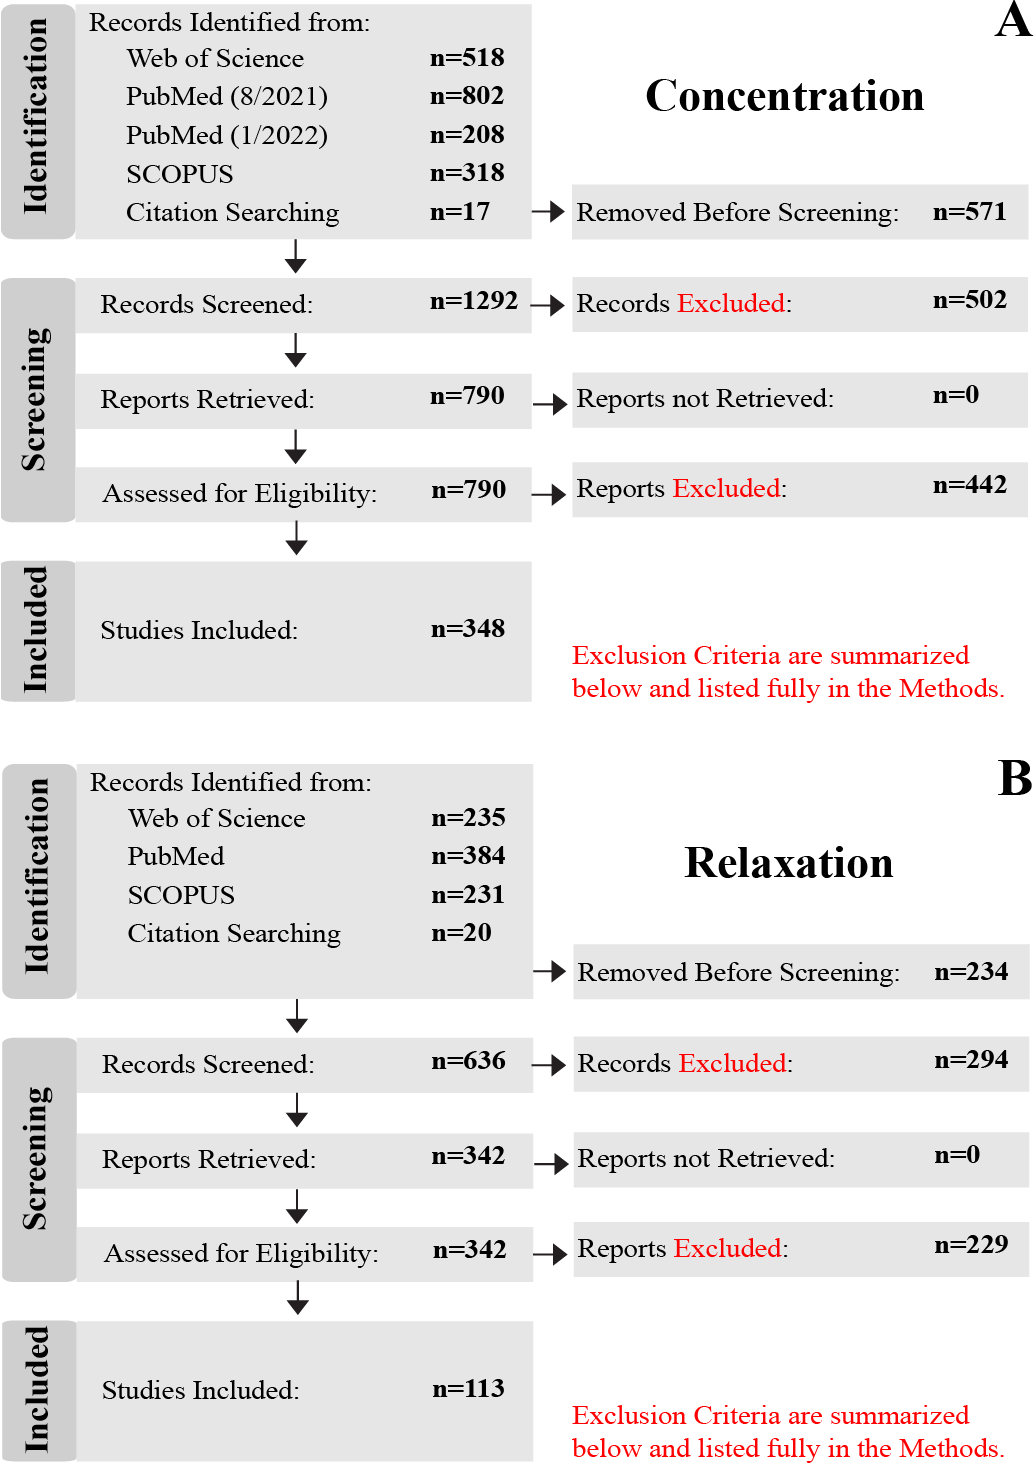 A
Concentration
Identification
Records Identified from:
Web of Science n=518
PubMed (8/2021) n=802
PubMed (1/2022) n=208
SCOPUS n=318
Citation Searching n=17
Removed Before Screening: n=571
Screening
Records Screened: n=1292
Records Excluded: n=502
Reports Retrieved: n=790
Reports not Retrieved: n=0
Assessed for Eligibility: n=790
Reports Excluded: n=442
Included
Studies Included: n=348
Exclusion Criteria are summarized
below and listed fully in the Methods.
B
Relaxation
Identification
Records Identified from:
Web of Science n=235
PubMed n=384
SCOPUS n=231
Citation Searching n=20
Removed Before Screening: n=234
Screening
Records Screened: n=636
Records Excluded: n=294
Reports Retrieved: n=342
Reports not Retrieved: n=0
Assessed for Eligibility: n=342
Reports Excluded: n=229
Included
Studies Included: n=113
Exclusion Criteria are summarized
below and listed fully in the Methods.